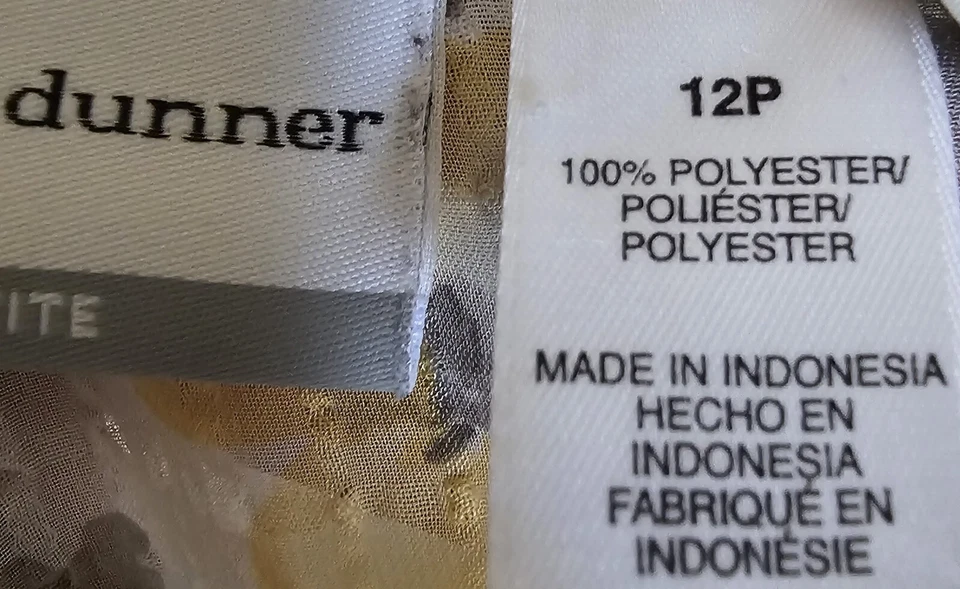 dunner
ITE
12P
100% POLYESTER/
POLIÉSTER/
POLYESTER
MADE IN INDONESIA
HECHO EN
INDONESIA
FABRIQUÉ EN
INDONÉSIE